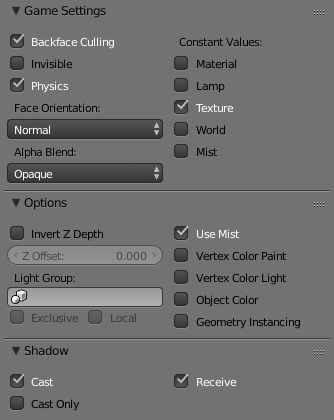 Game Settings
Backface Culling
Invisible
Physics
Face Orientation:
Normal
Alpha Blend:
Opaque
Constant Values:
Material
Lamp
Texture
World
Mist
Options
Invert Z Depth
Z Offset: 0.000
Light Group:
Exclusive Local
Use Mist
Vertex Color Paint
Vertex Color Light
Object Color
Geometry Instancing
Shadow
Cast
Cast Only
Receive